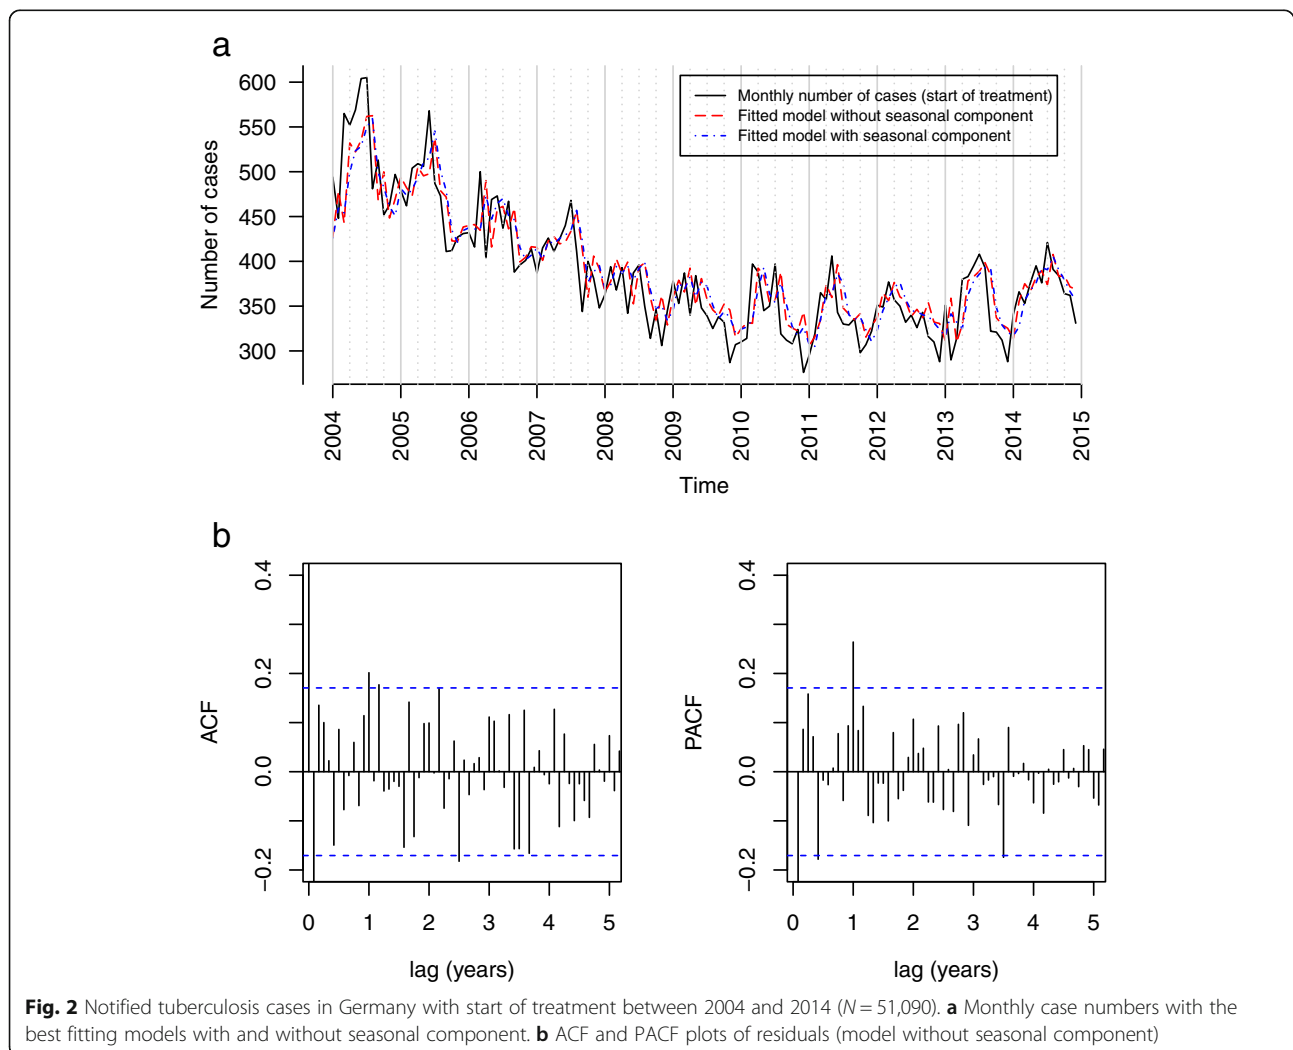 a
600
550
500
450
400
350
300
Number of cases
Monthly number of cases (start of treatment)
Fitted model without seasonal component
Fitted model with seasonal component
2004
2005
2006
2007
2008
2009
2010
2011
2012
2013
2014
2015
Time
b
0.4
0.2
0.0
−0.2
ACF
0 1 2 3 4 5
lag (years)
0.4
0.2
0.0
−0.2
PACF
0 1 2 3 4 5
lag (years)
Fig. 2 Notified tuberculosis cases in Germany with start of treatment between 2004 and 2014 (N = 51,090). a Monthly case numbers with the
best fitting models with and without seasonal component. b ACF and PACF plots of residuals (model without seasonal component)